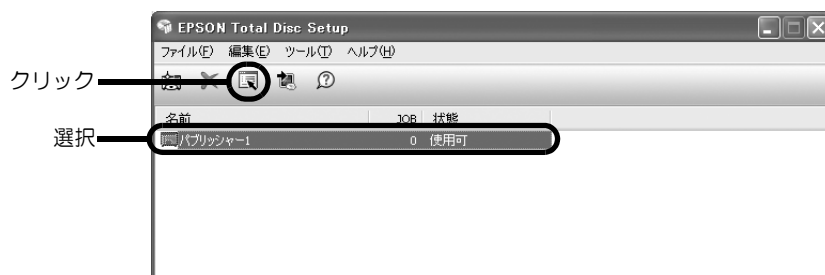 EPSON Total Disc Setup
ファイル(F) 編集(E) ツール(T) ヘルプ(H)
クリック
名前 JOB 状態
選択
パブリッシャー1 0 使用可